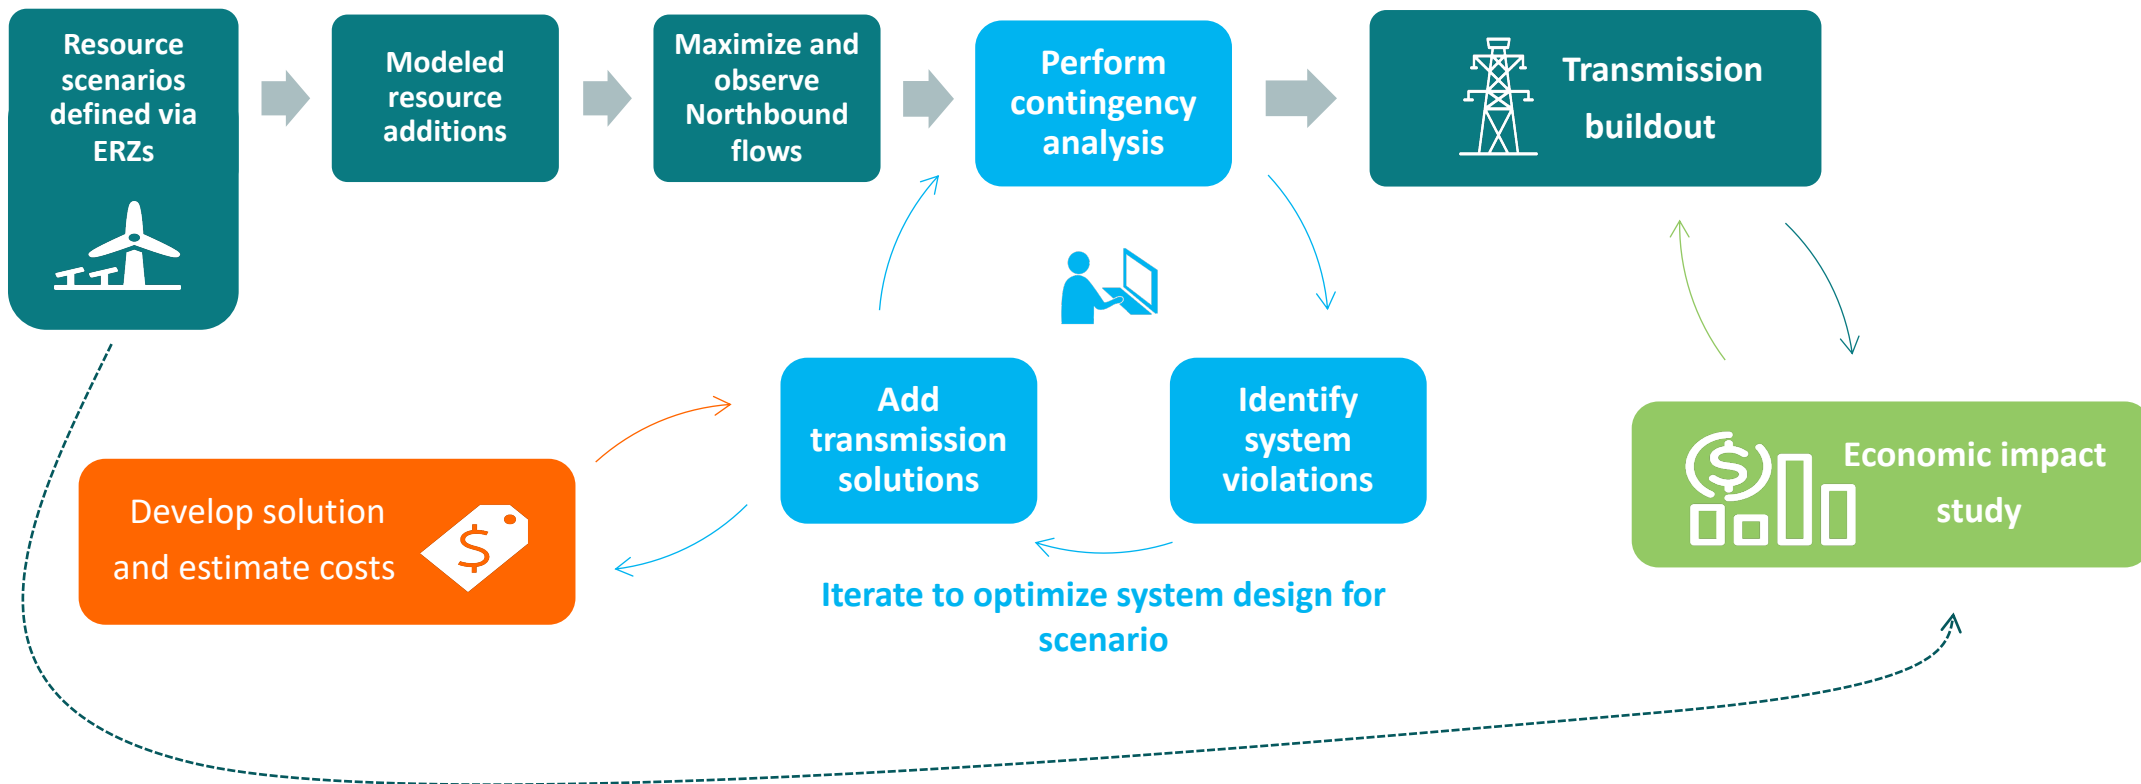 Resource
scenarios
defined via
ERZs
Modeled
resource
additions
Maximize and
observe
Northbound
flows
Perform
contingency
analysis
Transmission
buildout
Add
transmission
solutions
Identify
system
violations
Develop solution
and estimate costs
$
Iterate to optimize system design for
scenario
$
Economic impact
study